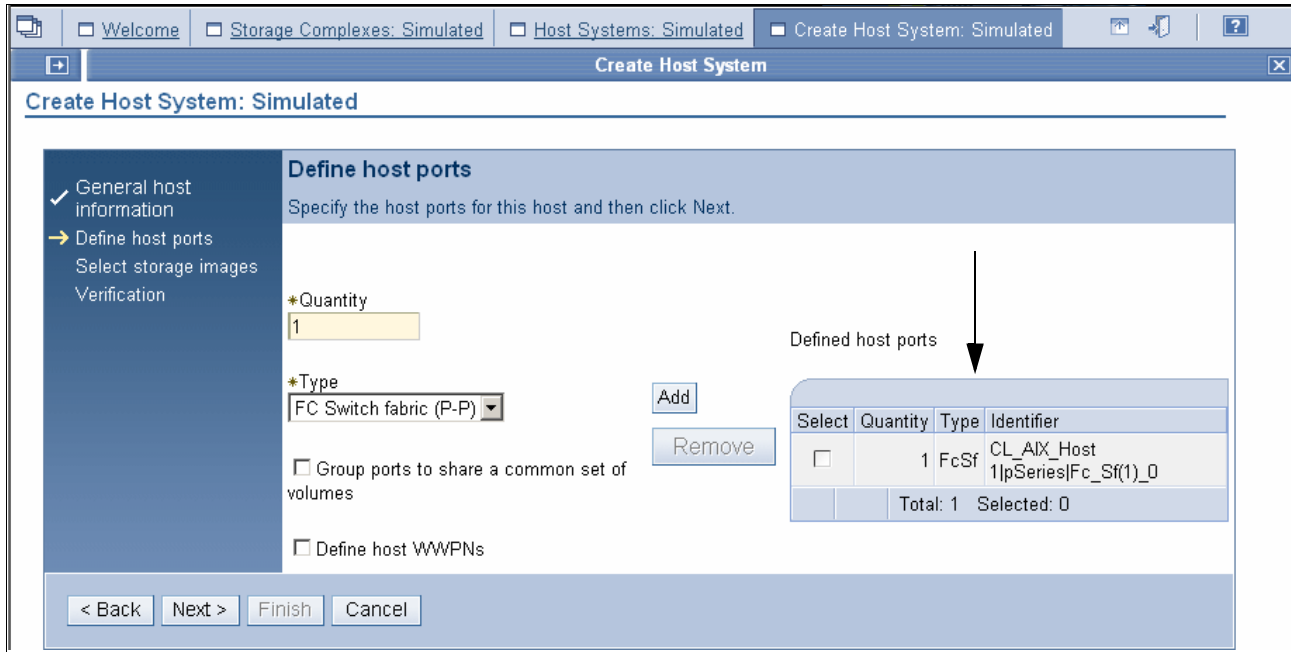 Welcome
Storage Complexes: Simulated
Host Systems: Simulated
Create Host System: Simulated
?
Create Host System
Create Host System: Simulated
General host
information
Define host ports
Select storage images
Verification
Define host ports
Specify the host ports for this host and then click Next.
*Quantity
1
*Type
FC Switch fabric (P-P)
Group ports to share a common set of
volumes
Define host WWPNs
Add
Remove
Defined host ports
Select Quantity Type Identifier
1 FcSf CL_AIX_Host
1|pSeries|Fc_Sf(1)_0
Total: 1 Selected: 0
< Back Next > Finish Cancel